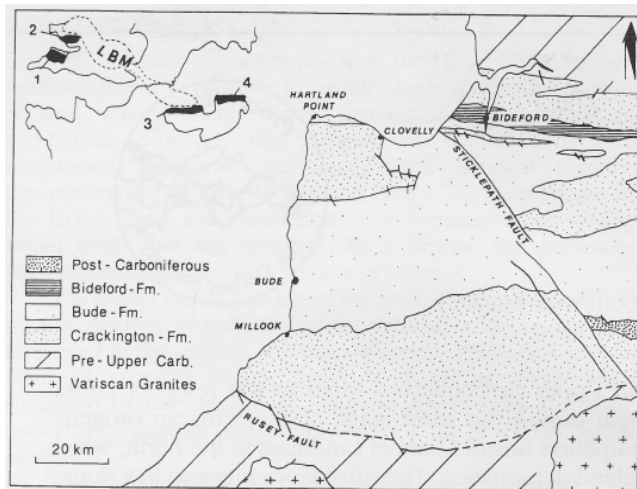 2
LBM
1
4
3
HARTLAND
POINT
CLOVELLY
BIDEFORD
STICKLEPATH-FAULT
BUDE
MILLOOK
RUSEY-FAULT
Post-Carboniferous
Bideford-Fm.
Bude-Fm.
Crackington-Fm.
Pre-Upper Carb.
Variscan Granites
20 km